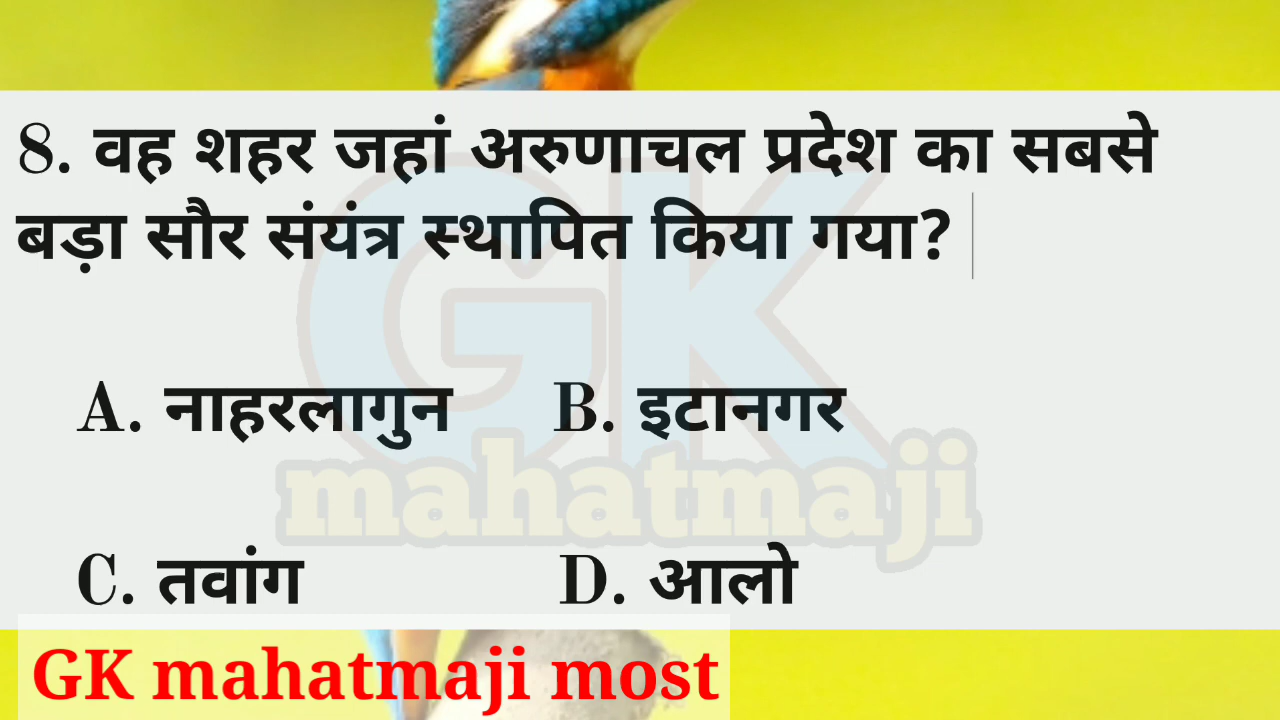 8. वह शहर जहां अरुणाचल प्रदेश का सबसे
बड़ा सौर संयंत्र स्थापित किया गया?
A. नाहरलागुन B. इटानगर
GK
mahatmaji
C. तवांग D. आलो
GK mahatmaji most